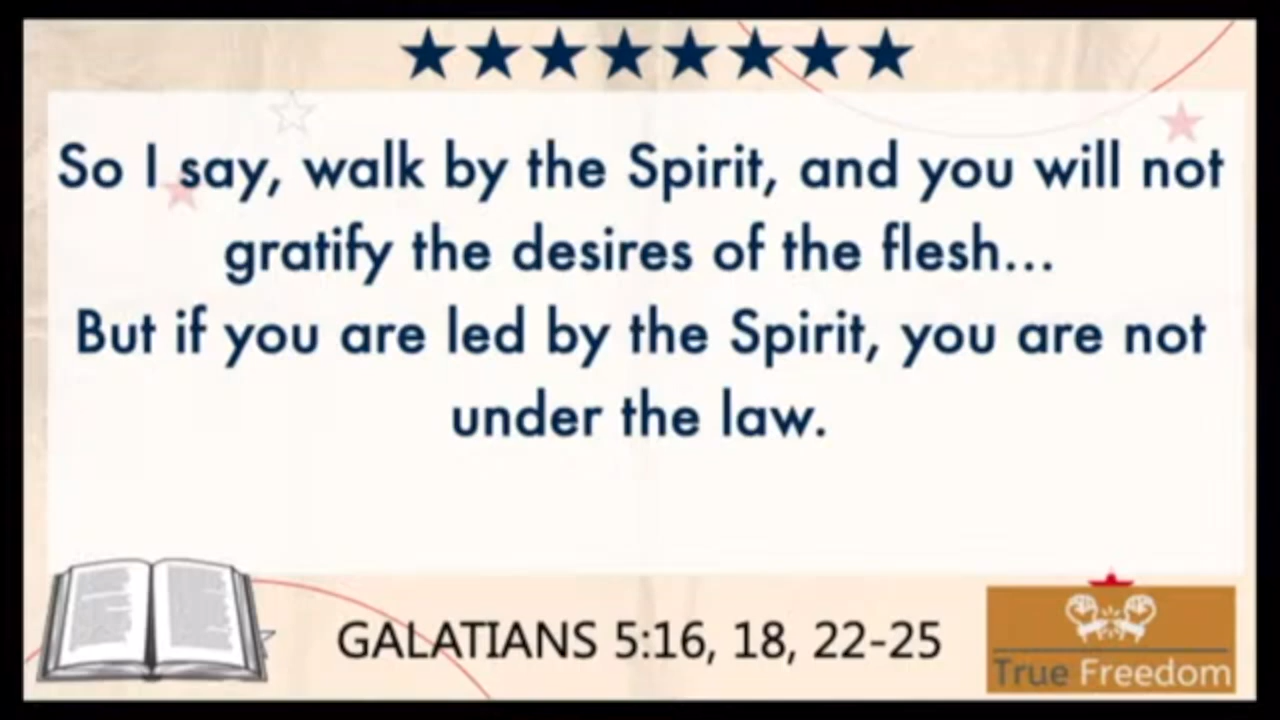 So I say, walk by the Spirit, and you will not
gratify the desires of the flesh...
But if you are led by the Spirit, you are not
under the law.
GALATIANS 5:16, 18, 22-25
True Freedom